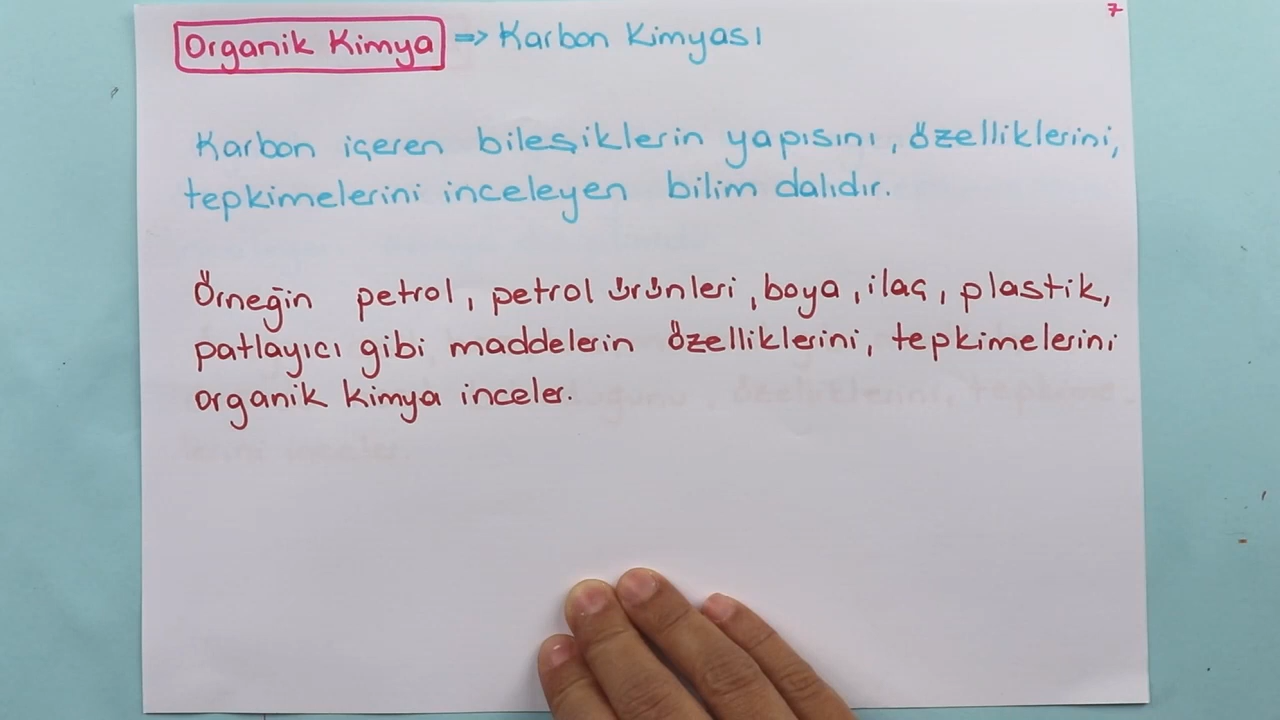 7
Organik Kimya => Karbon Kimyası
Karbon içeren bileşiklerin yapısını, özelliklerini,
tepkimelerini inceleyen bilim dalıdır.
Örneğin petrol, petrol ürünleri, boya, ilaç, plastik,
patlayıcı gibi maddelerin özelliklerini, tepkimelerini
organik kimya inceler.